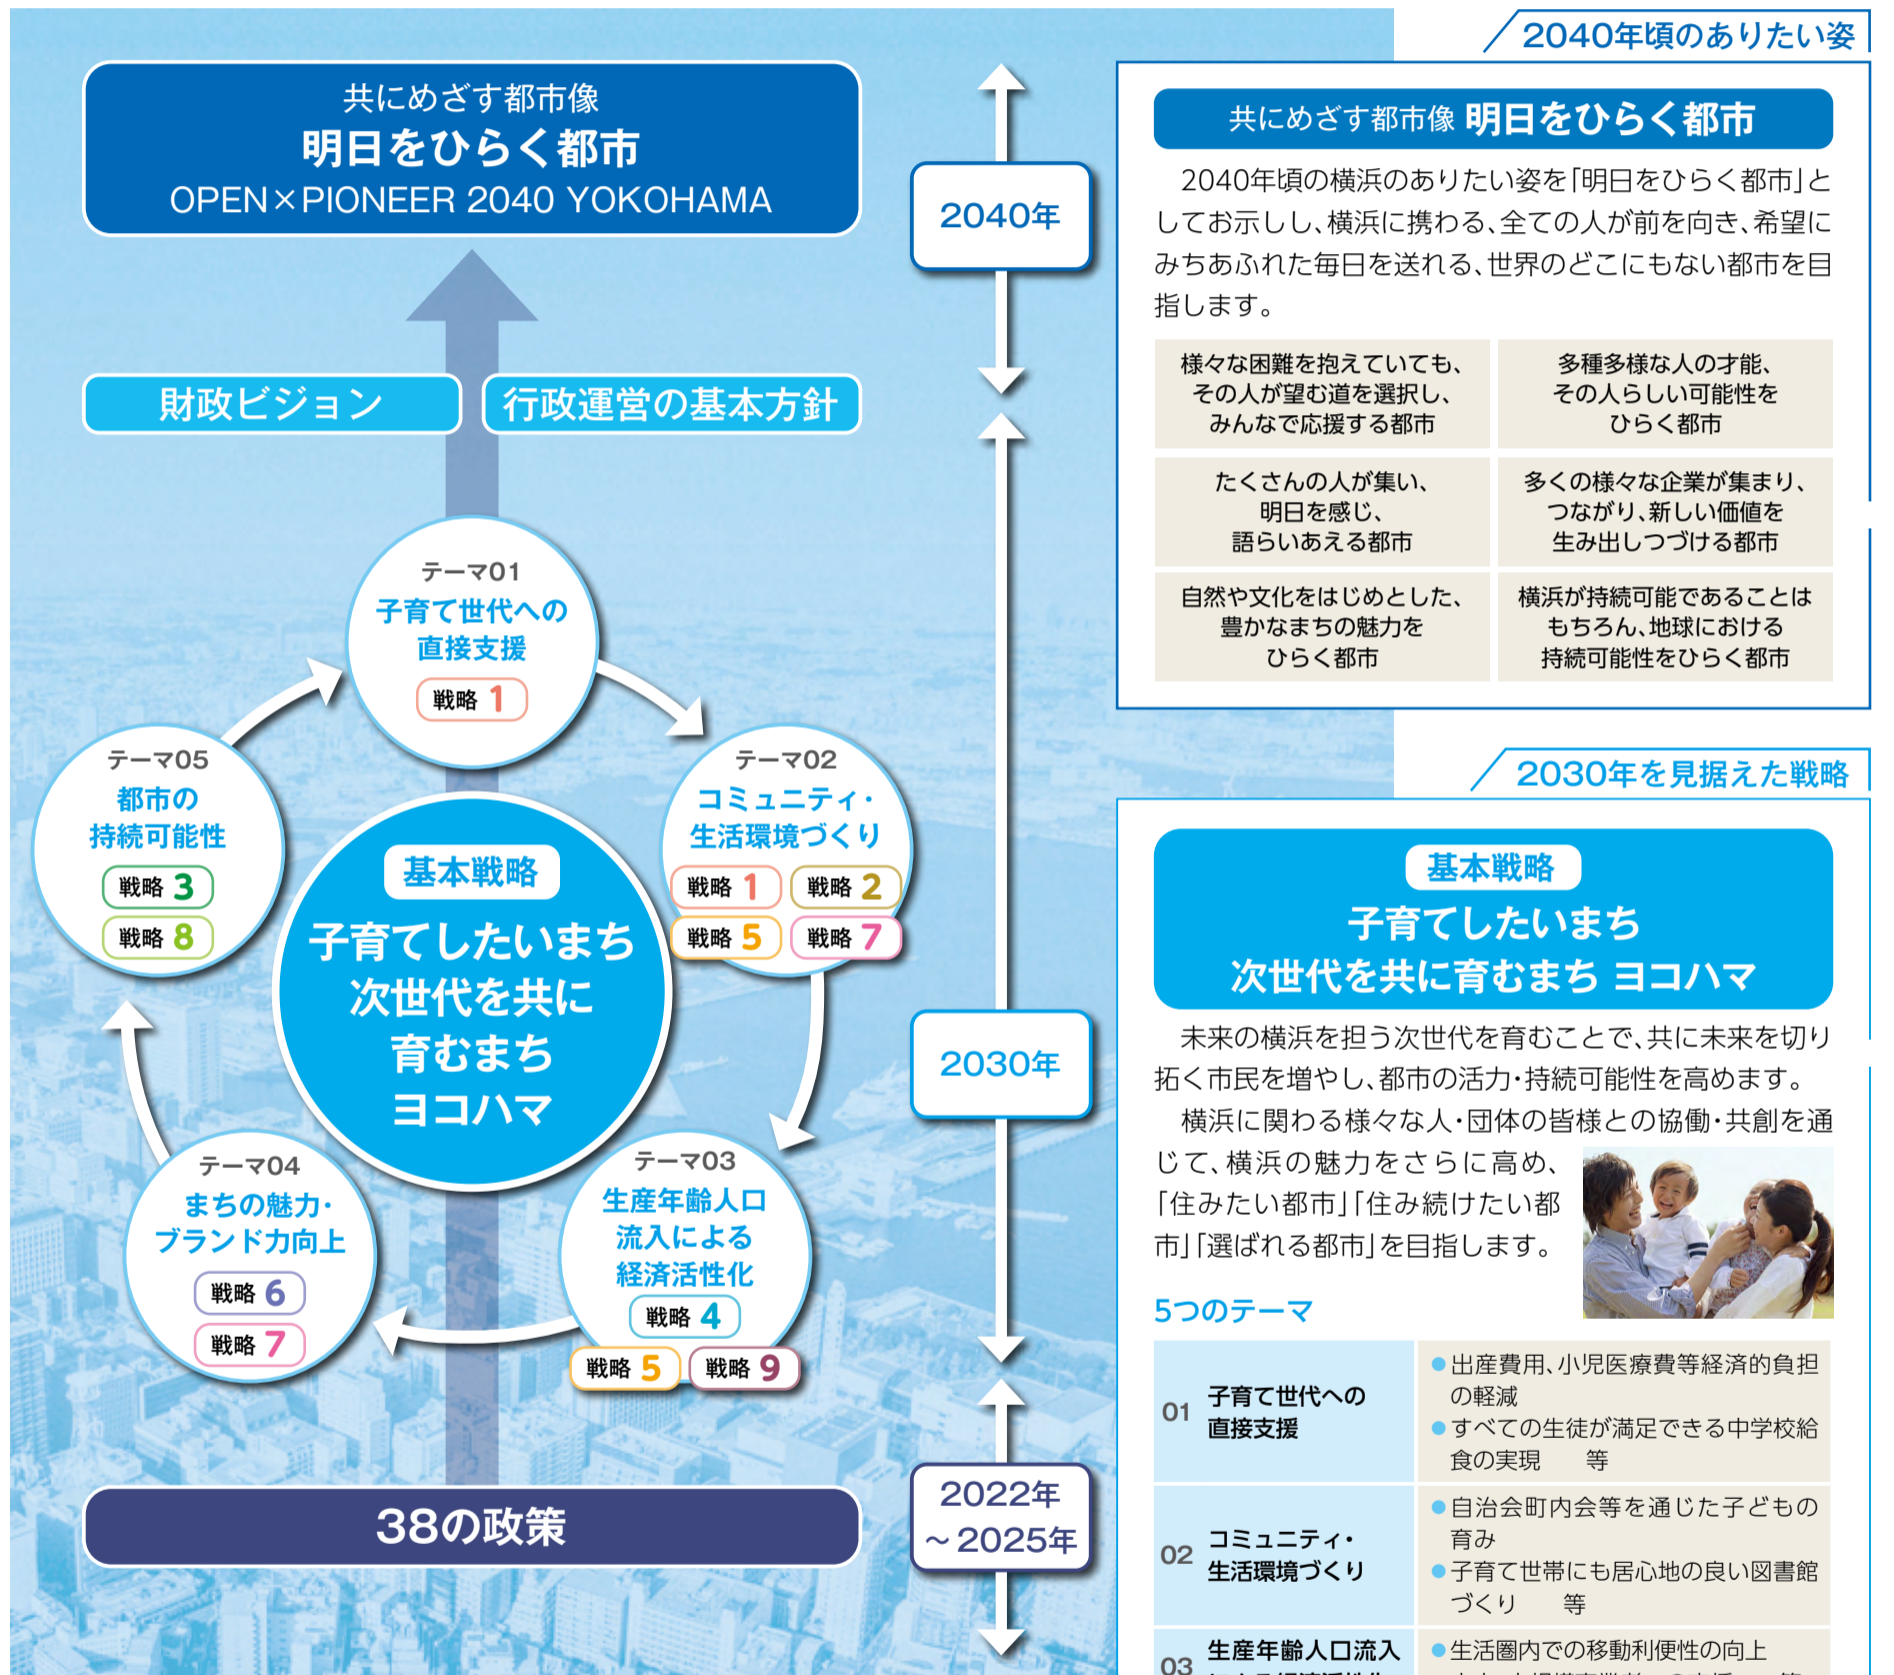 共にめざす都市像
明日をひらく都市
OPEN×PIONEER 2040 YOKOHAMA
財政ビジョン
行政運営の基本方針
テーマ01
子育て世代への
直接支援
戦略 1
テーマ02
コミュニティ・
生活環境づくり
戦略 1 戦略 2
戦略 5 戦略 7
テーマ03
生産年齢人口
流入による
経済活性化
戦略 4
戦略 5 戦略 9
テーマ04
まちの魅力・
ブランド力向上
戦略 6
戦略 7
テーマ05
都市の
持続可能性
戦略 3
戦略 8
基本戦略
子育てしたいまち
次世代を共に
育むまち
ヨコハマ
38の政策
2040年
2030年
2022年
～2025年
2040年頃のありたい姿
共にめざす都市像 明日をひらく都市
2040年頃の横浜のありたい姿を「明日をひらく都市」と
してお示しし、横浜に携わる、全ての人が前を向き、希望に
みちあふれた毎日を送れる、世界のどこにもない都市を目
指します。
様々な困難を抱えていても、
その人が望む道を選択し、
みんなで応援する都市
多種多様な人の才能、
その人らしい可能性を
ひらく都市
たくさんの人が集い、
明日を感じ、
語らいあえる都市
多くの様々な企業が集まり、
つながり、新しい価値を
生み出しつづける都市
自然や文化をはじめとした、
豊かなまちの魅力を
ひらく都市
横浜が持続可能であることは
もちろん、地球における
持続可能性をひらく都市
2030年を見据えた戦略
基本戦略
子育てしたいまち
次世代を共に育むまち ヨコハマ
未来の横浜を担う次世代を育むことで、共に未来を切り
拓く市民を増やし、都市の活力・持続可能性を高めます。
横浜に関わる様々な人・団体の皆様との協働・共創を通
じて、横浜の魅力をさらに高め、
「住みたい都市」「住み続けたい都
市」「選ばれる都市」を目指します。
5つのテーマ
01
子育て世代への
直接支援
●出産費用、小児医療費等経済的負担
の軽減
●すべての生徒が満足できる中学校給
食の実現 等
02
コミュニティ・
生活環境づくり
●自治会町内会等を通じた子どもの
育み
●子育て世帯にも居心地の良い図書館
づくり 等
03
生産年齢人口流入
●生活圏内での移動利便性の向上